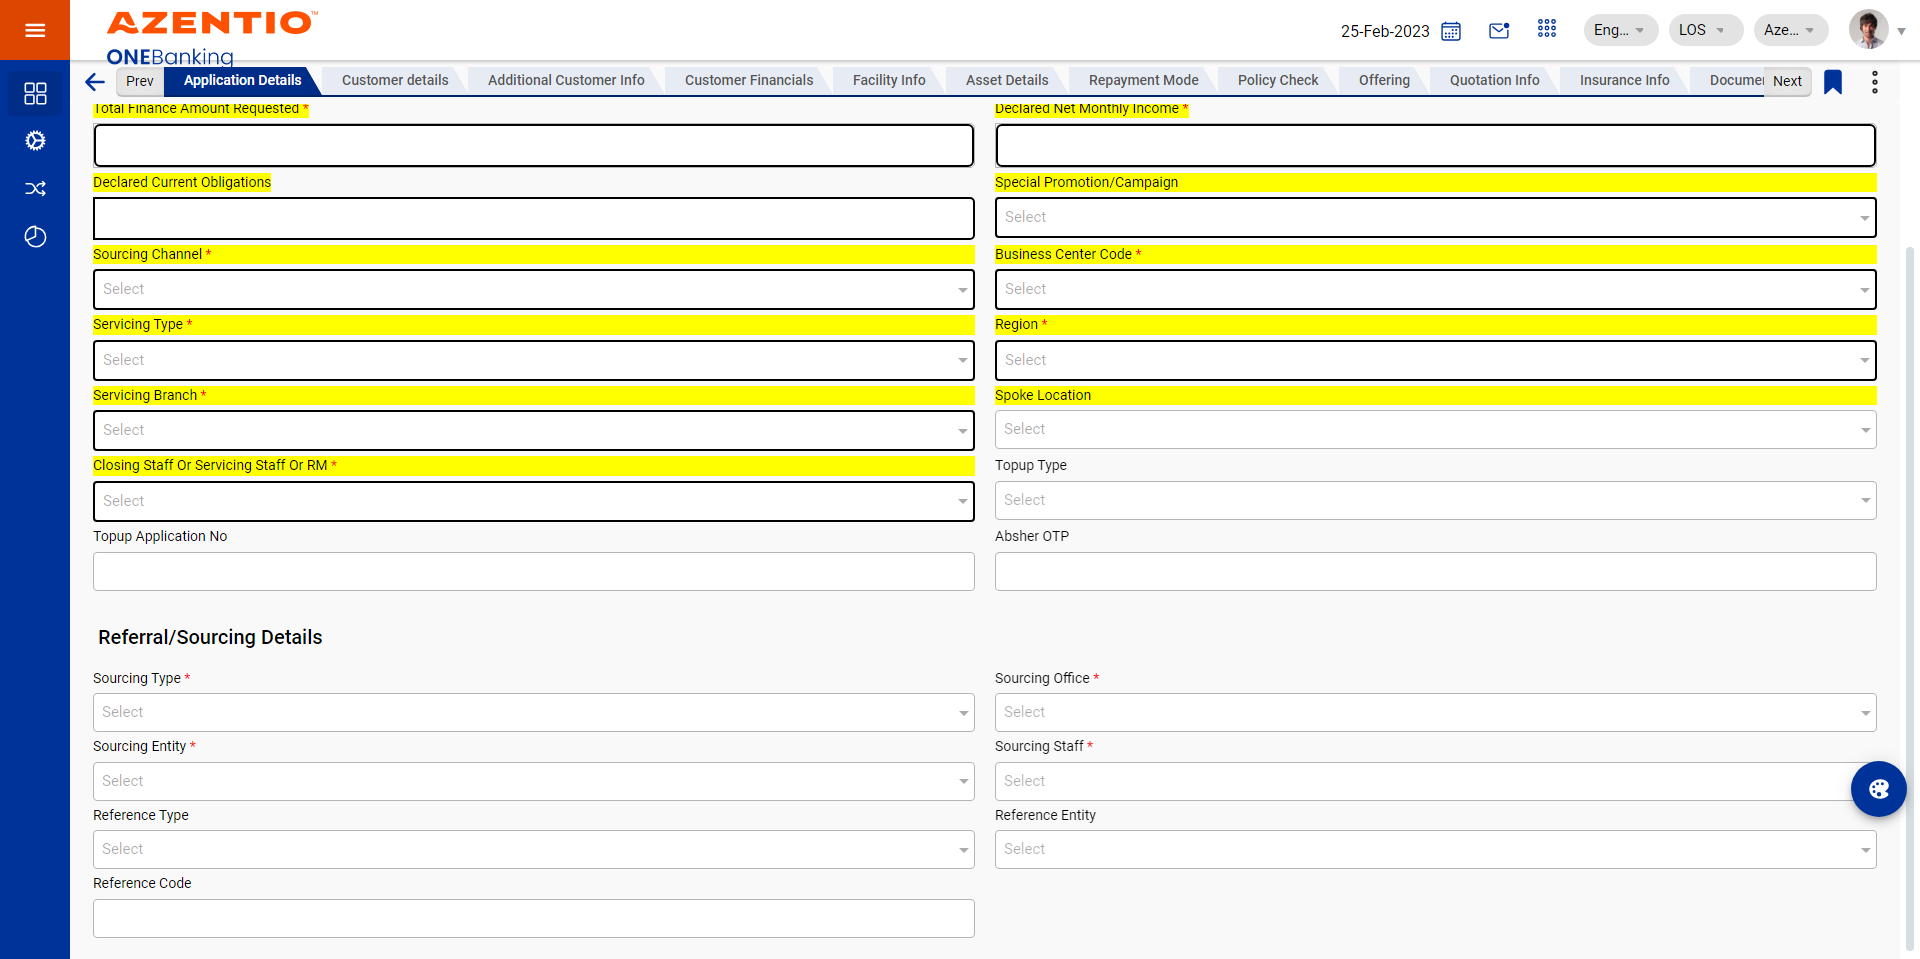 AZENTIO™
ONEBanking
25-Feb-2023
Eng...
LOS
Aze...
Prev
Application Details
Customer details
Additional Customer Info
Customer Financials
Facility Info
Asset Details
Repayment Mode
Policy Check
Offering
Quotation Info
Insurance Info
Documen
Next
Total Finance Amount Requested *
Declared Net Monthly Income *
Declared Current Obligations
Special Promotion/Campaign
Select
Sourcing Channel *
Business Center Code *
Select
Select
Servicing Type *
Region *
Select
Select
Servicing Branch *
Spoke Location
Select
Select
Closing Staff Or Servicing Staff Or RM *
Topup Type
Select
Select
Topup Application No
Absher OTP
Referral/Sourcing Details
Sourcing Type *
Sourcing Office *
Select
Select
Sourcing Entity *
Sourcing Staff *
Select
Select
Reference Type
Reference Entity
Select
Select
Reference Code